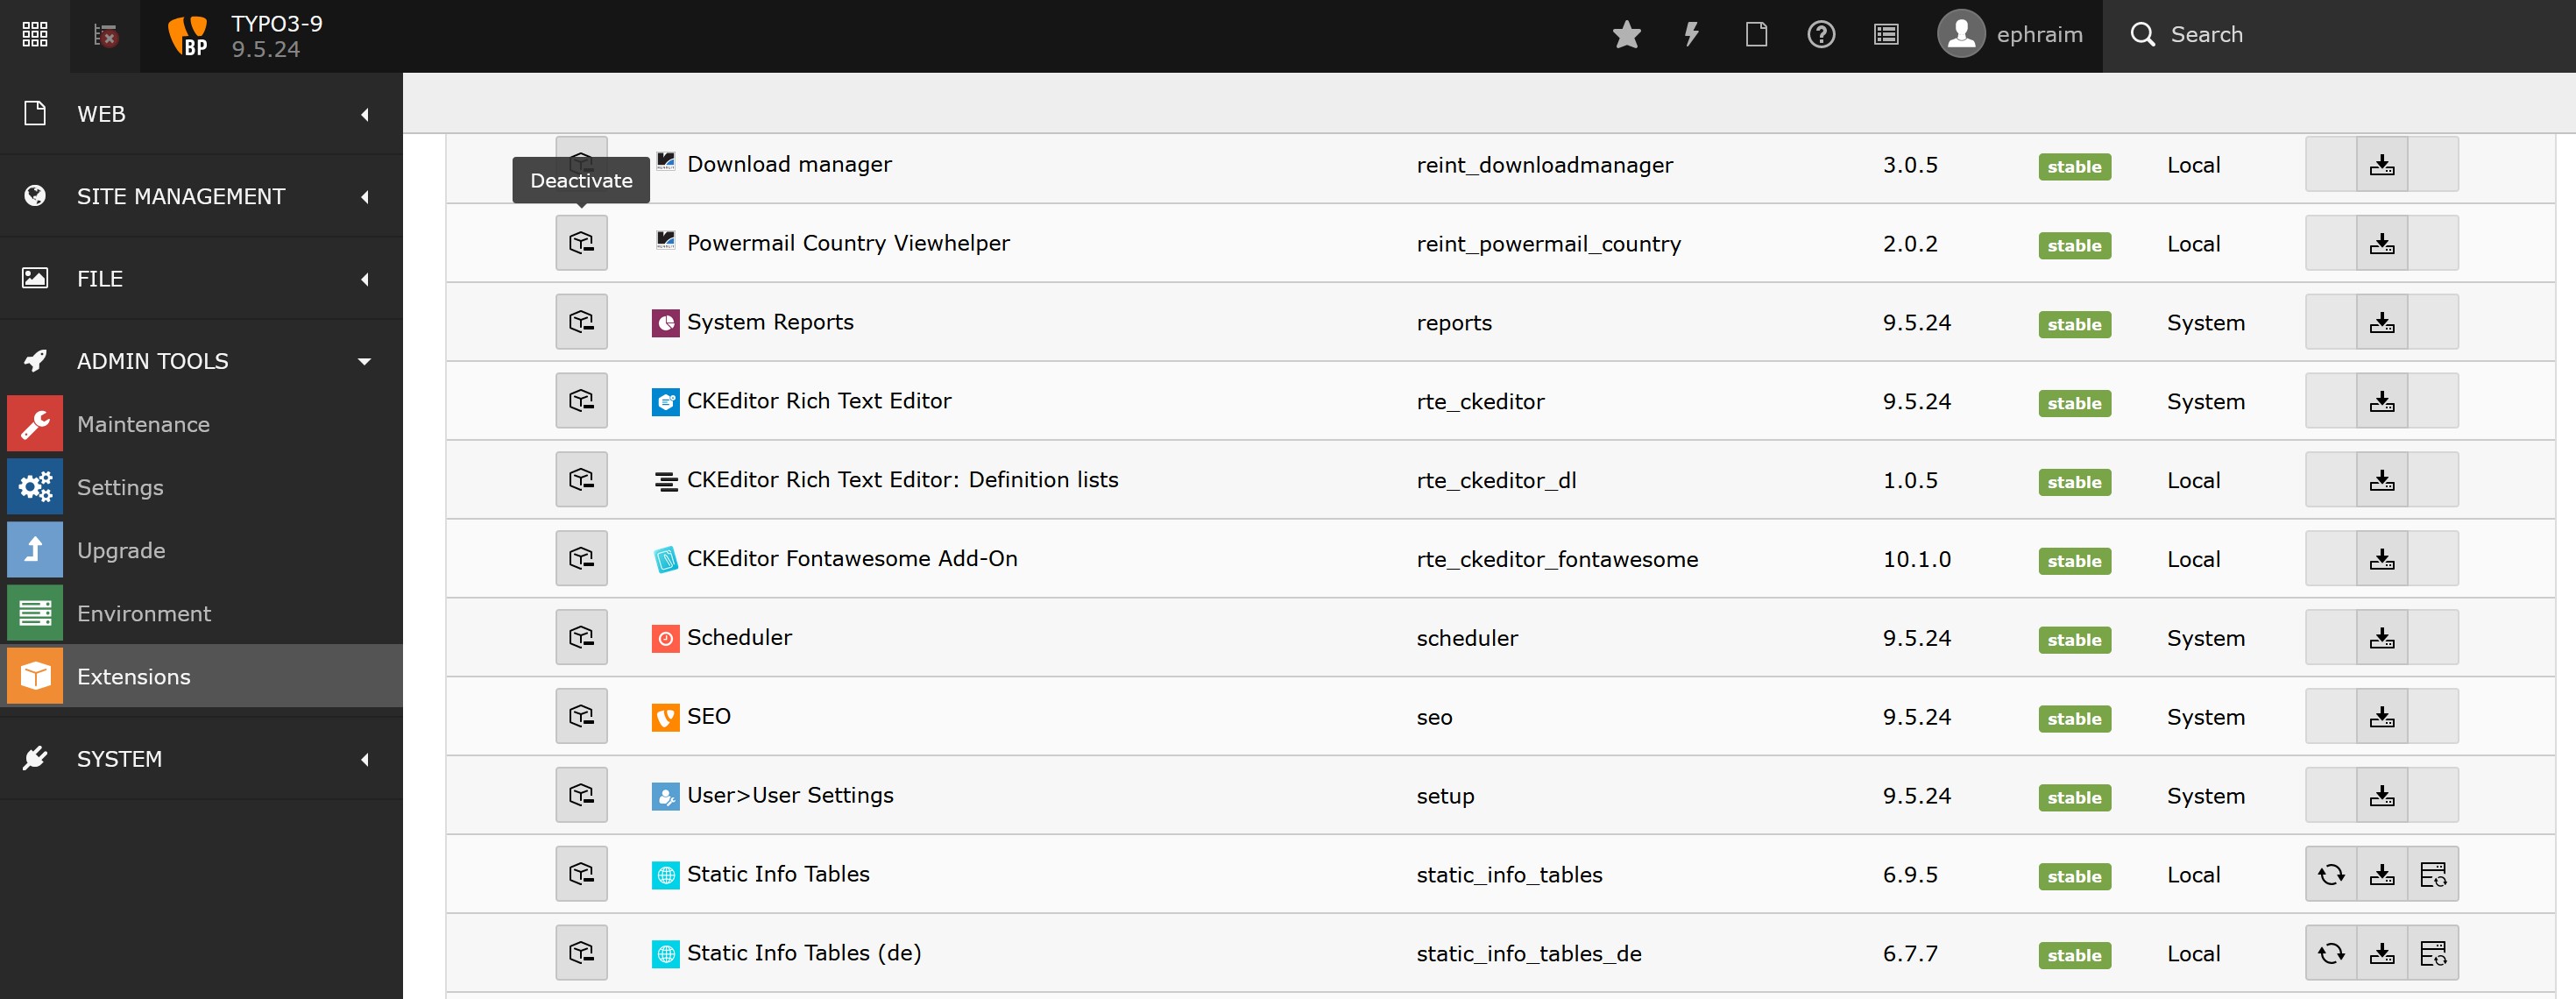 TYPO3-9
9.5.24
BP
ephraim
Search
WEB
SITE MANAGEMENT
FILE
ADMIN TOOLS
Maintenance
Settings
Upgrade
Environment
Extensions
SYSTEM
Deactivate
Download manager reint_downloadmanager 3.0.5 stable Local
Powermail Country Viewhelper reint_powermail_country 2.0.2 stable Local
System Reports reports 9.5.24 stable System
CKEditor Rich Text Editor rte_ckeditor 9.5.24 stable System
CKEditor Rich Text Editor: Definition lists rte_ckeditor_dl 1.0.5 stable Local
CKEditor Fontawesome Add-On rte_ckeditor_fontawesome 10.1.0 stable Local
Scheduler scheduler 9.5.24 stable System
SEO seo 9.5.24 stable System
User>User Settings setup 9.5.24 stable System
Static Info Tables static_info_tables 6.9.5 stable Local
Static Info Tables (de) static_info_tables_de 6.7.7 stable Local